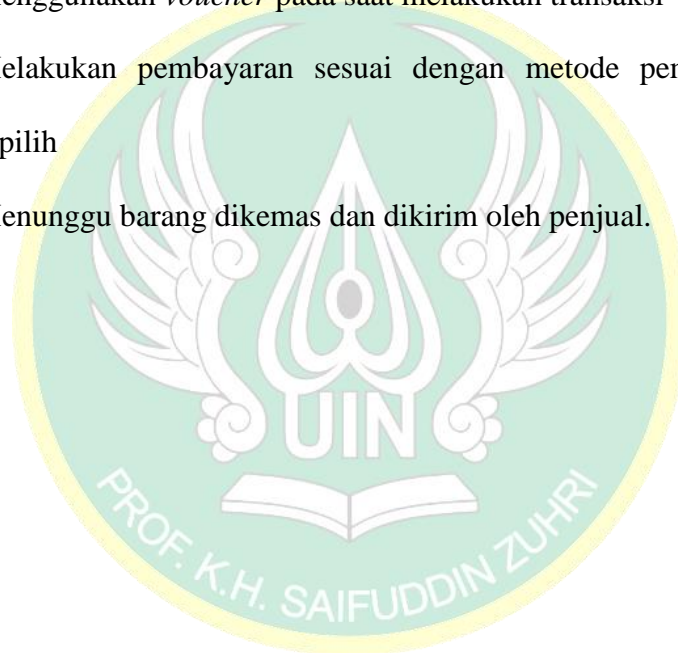 enggunakan voucher pada saat melakukan transaksi
elakukan pembayaran sesuai dengan metode per
pilih
enunggu barang dikemas dan dikirim oleh penjual.
UIN
PROF. K.H. SAIFUDDIN ZUHRI